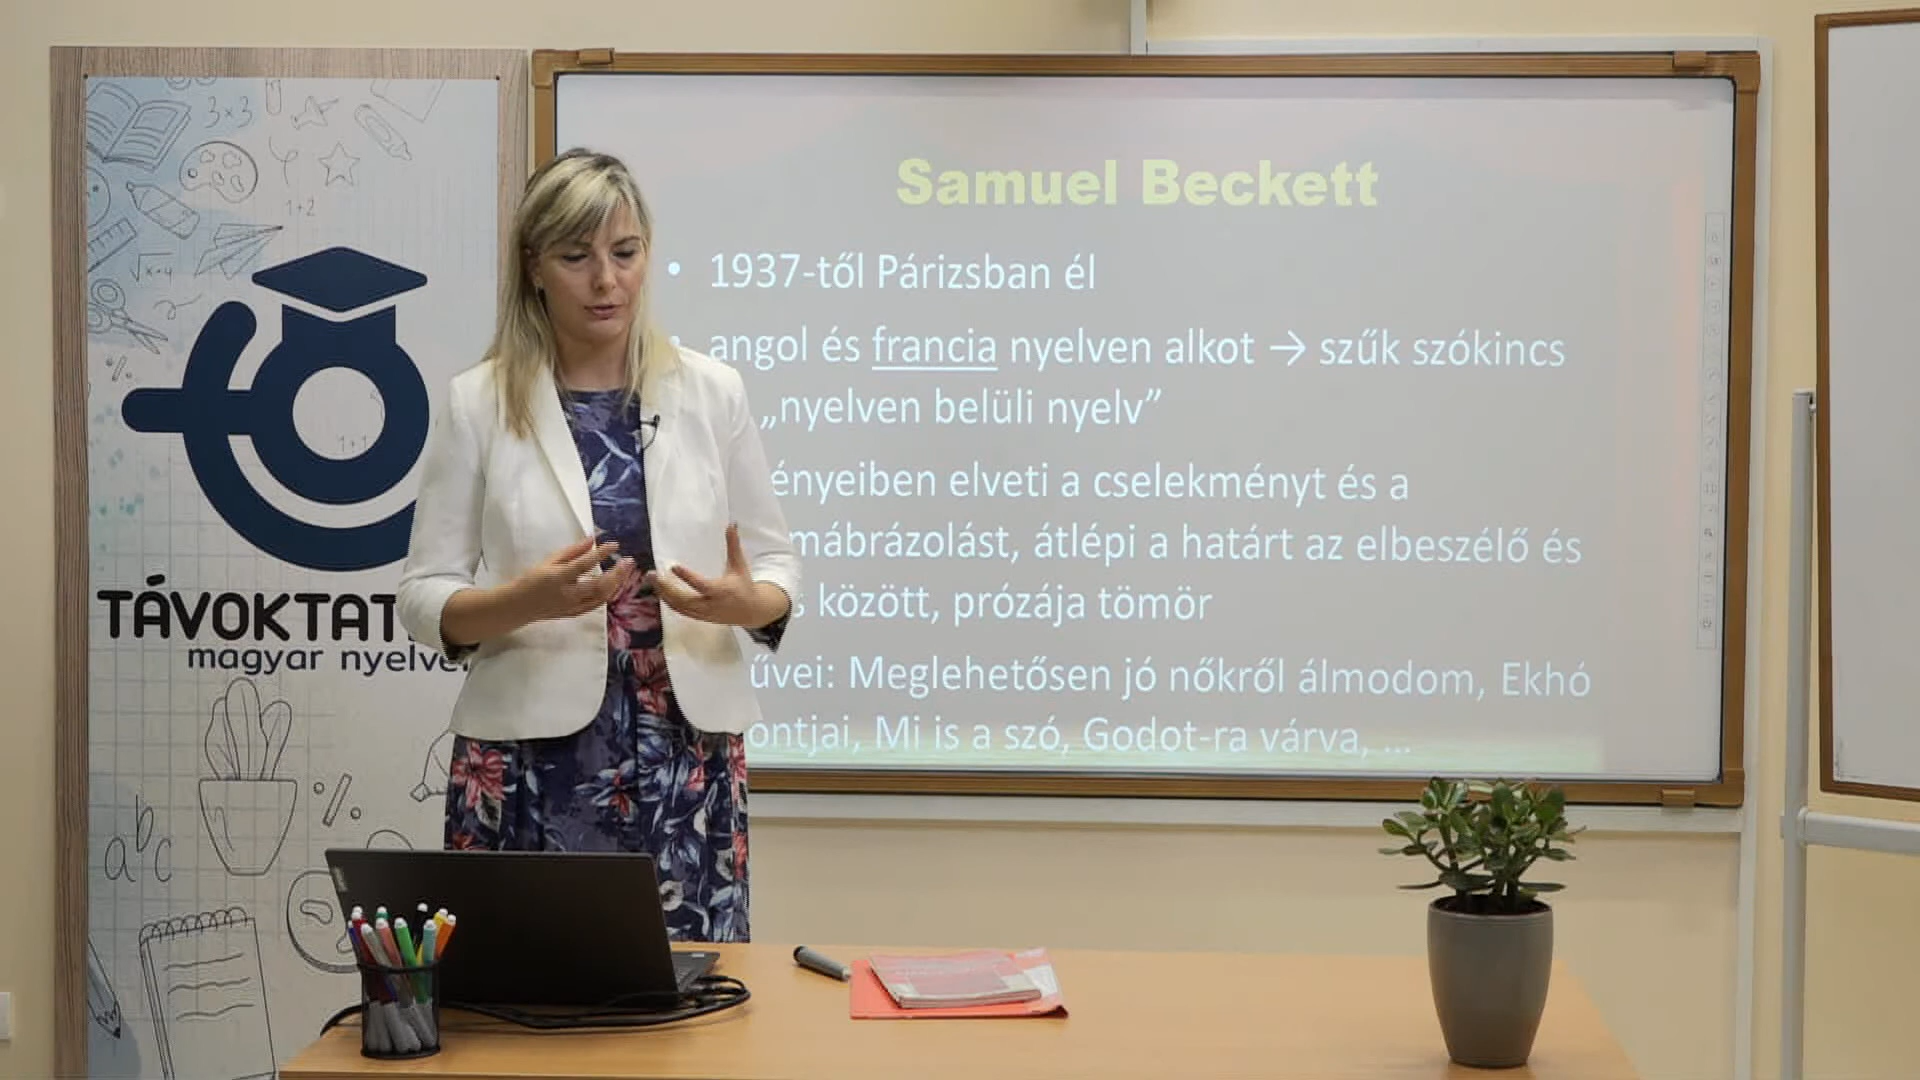 3×3
1+2
√x=y
1+1
TÁVOKTAT
magyar nyelve
%
%
abc
Samuel Beckett
• 1937-től Párizsban él
angol és francia nyelven alkot → szűk szókincs
„nyelven belüli nyelv”
ényeiben elveti a cselekményt és a
mábrázolást, átlépi a határt az elbeszélő és
s között, prózája tömör
űvei: Meglehetősen jó nőkről álmodom, Ekhó
ontjai, Mi is a szó, Godot-ra várva, ...